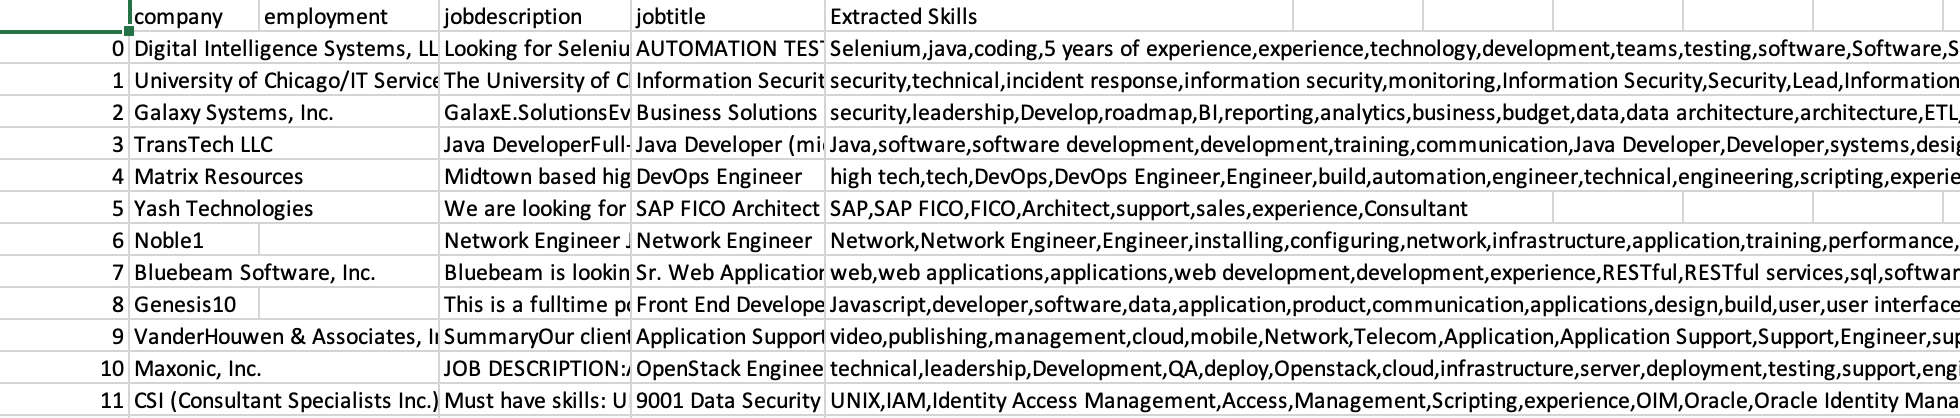 company employment jobdescription jobtitle Extracted Skills
0 Digital Intelligence Systems, LL Looking for Seleniu AUTOMATION TEST Selenium,java,coding,5 years of experience,experience,technology,development,teams,testing,software,Software,S
1 University of Chicago/IT Service The University of C Information Securit security,technical,incident response,information security,monitoring,Information Security,Security,Lead,Information
2 Galaxy Systems, Inc. GalaxE.SolutionsEv Business Solutions security,leadership,Develop,roadmap,BI,reporting,analytics,business,budget,data,data architecture,architecture,ETL,
3 TransTech LLC Java DeveloperFull- Java Developer (mi Java,software,software development,development,training,communication,Java Developer,Developer,systems,desig
4 Matrix Resources Midtown based hig DevOps Engineer high tech,tech,DevOps,DevOps Engineer,Engineer,build,automation,engineer,technical,engineering,scripting,experie
5 Yash Technologies We are looking for SAP FICO Architect SAP,SAP FICO,FICO,Architect,support,sales,experience,Consultant
6 Noble1 Network Engineer J Network Engineer Network,Network Engineer,Engineer,installing,configuring,network,infrastructure,application,training,performance,
7 Bluebeam Software, Inc. Bluebeam is lookin Sr. Web Application web,web applications,applications,web development,development,experience,RESTful,RESTful services,sql,softwar
8 Genesis10 This is a fulltime po Front End Develope Javascript,developer,software,data,application,product,communication,applications,design,build,user,user interface
9 VanderHouwen & Associates, I SummaryOur client Application Support video,publishing,management,cloud,mobile,Network,Telecom,Application,Application Support,Support,Engineer,sup
10 Maxonic, Inc. JOB DESCRIPTION: OpenStack Enginee technical,leadership,Development,QA,deploy,Openstack,cloud,infrastructure,server,deployment,testing,support,engi
11 CSI (Consultant Specialists Inc.) Must have skills: U 9001 Data Security UNIX,IAM,Identity Access Management,Access,Management,Scripting,experience,OIM,Oracle,Oracle Identity Mana